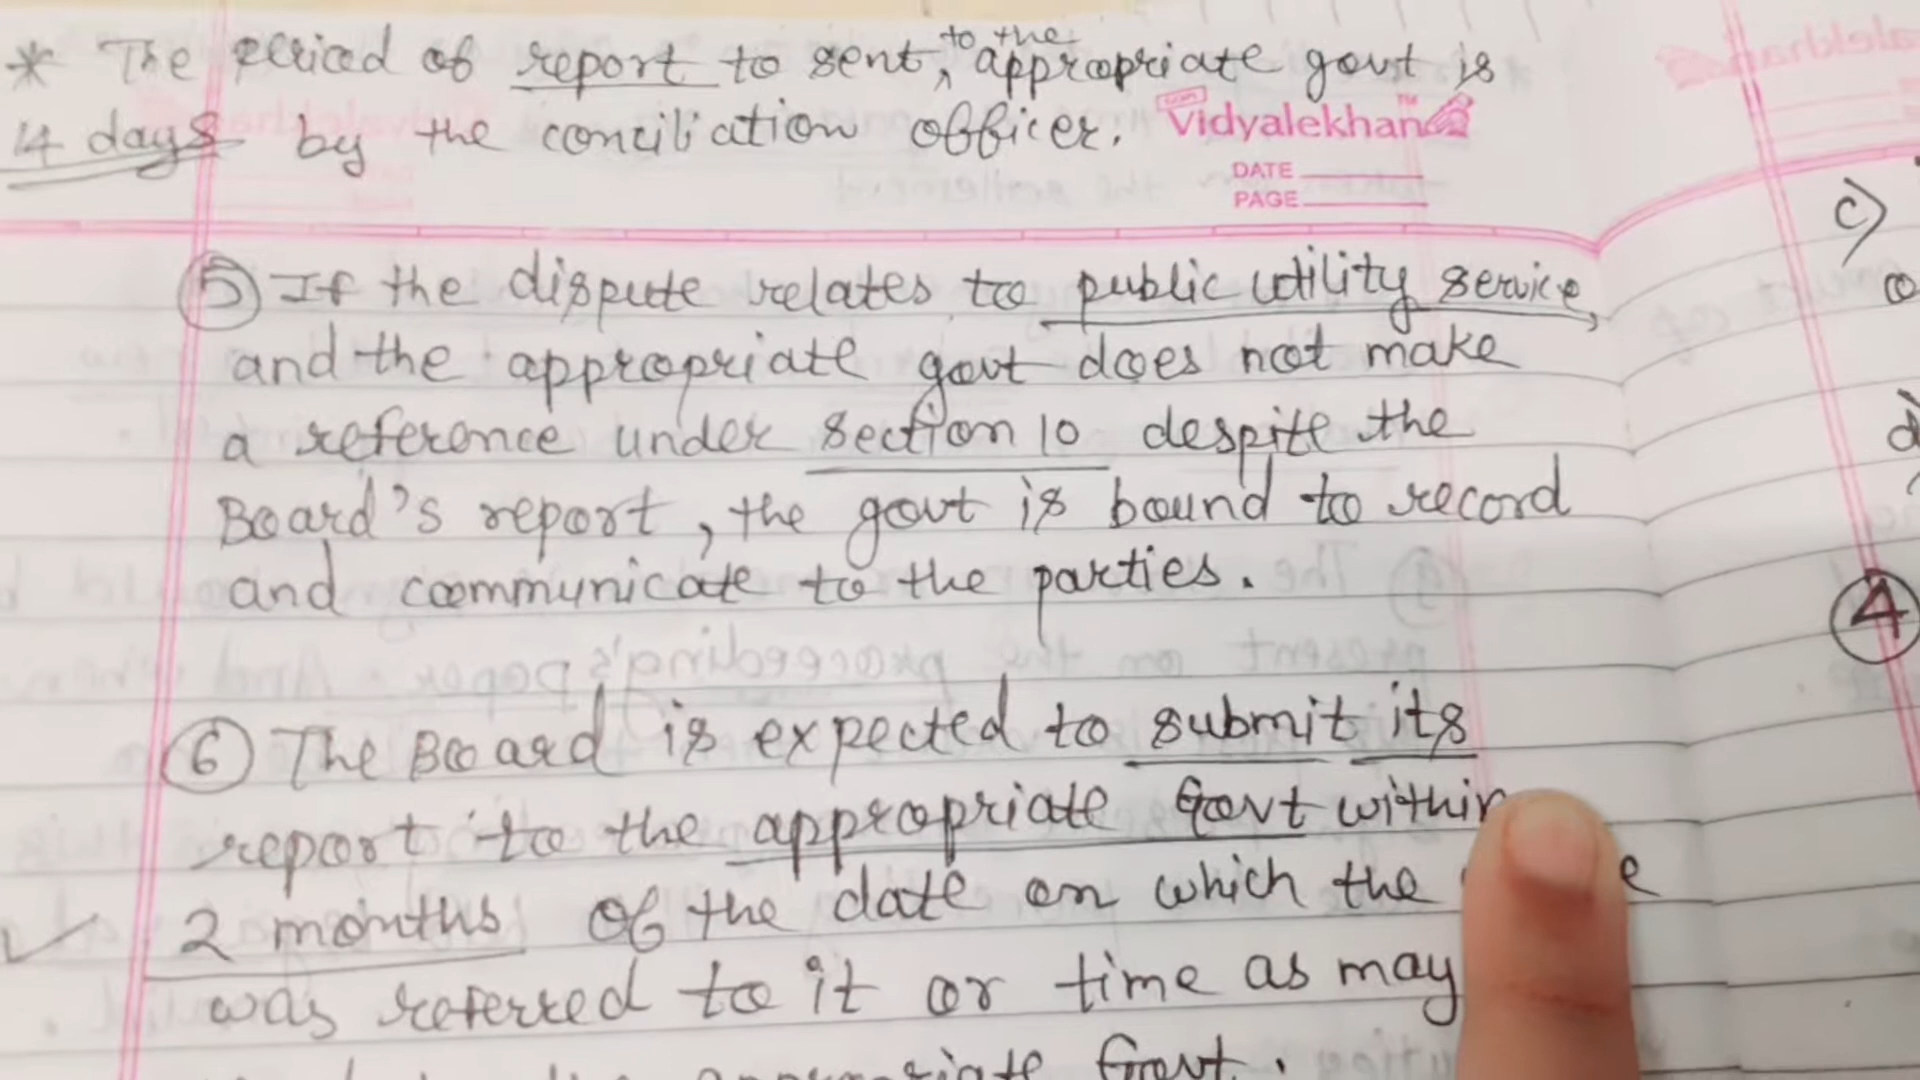 * The period of report to sent, to the appropriate govt is
14 days by the conciliation officer.
Vidyalekhan™
DATE
PAGE
5 If the dispute relates to public utility service,
and the appropriate govt does not make
a reference under section 10 despite the
Board's report, the govt is bound to record
and communicate to the parties.
6 The Board is expected to submit its
report to the appropriate Govt within
2 months of the date on which the
was referred to it or time as may
appropriate Govt.
c)
d
4